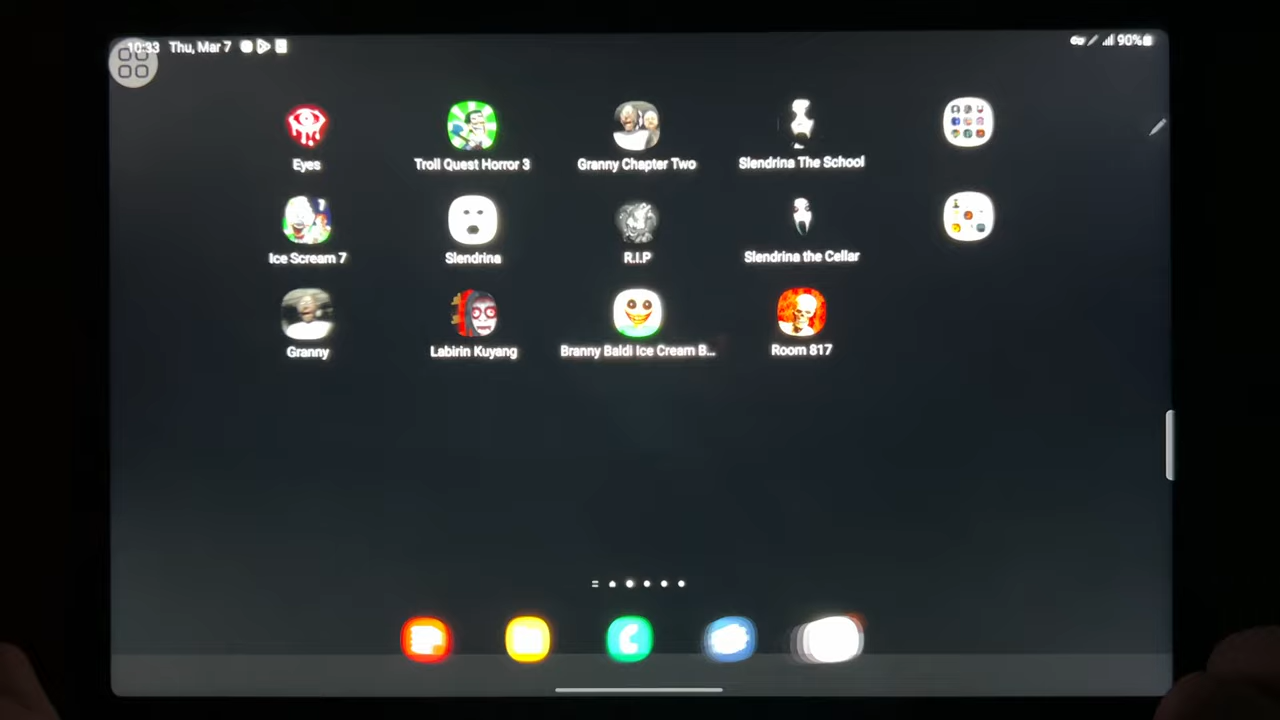 10:33 Thu, Mar 7 90%
Eyes Troll Quest Horror 3 Granny Chapter Two Slendrina The School
Ice Scream 7 Slendrina R.I.P Slendrina the Cellar
Granny Labirin Kuyang Branny Baldi Ice Cream B... Room 817